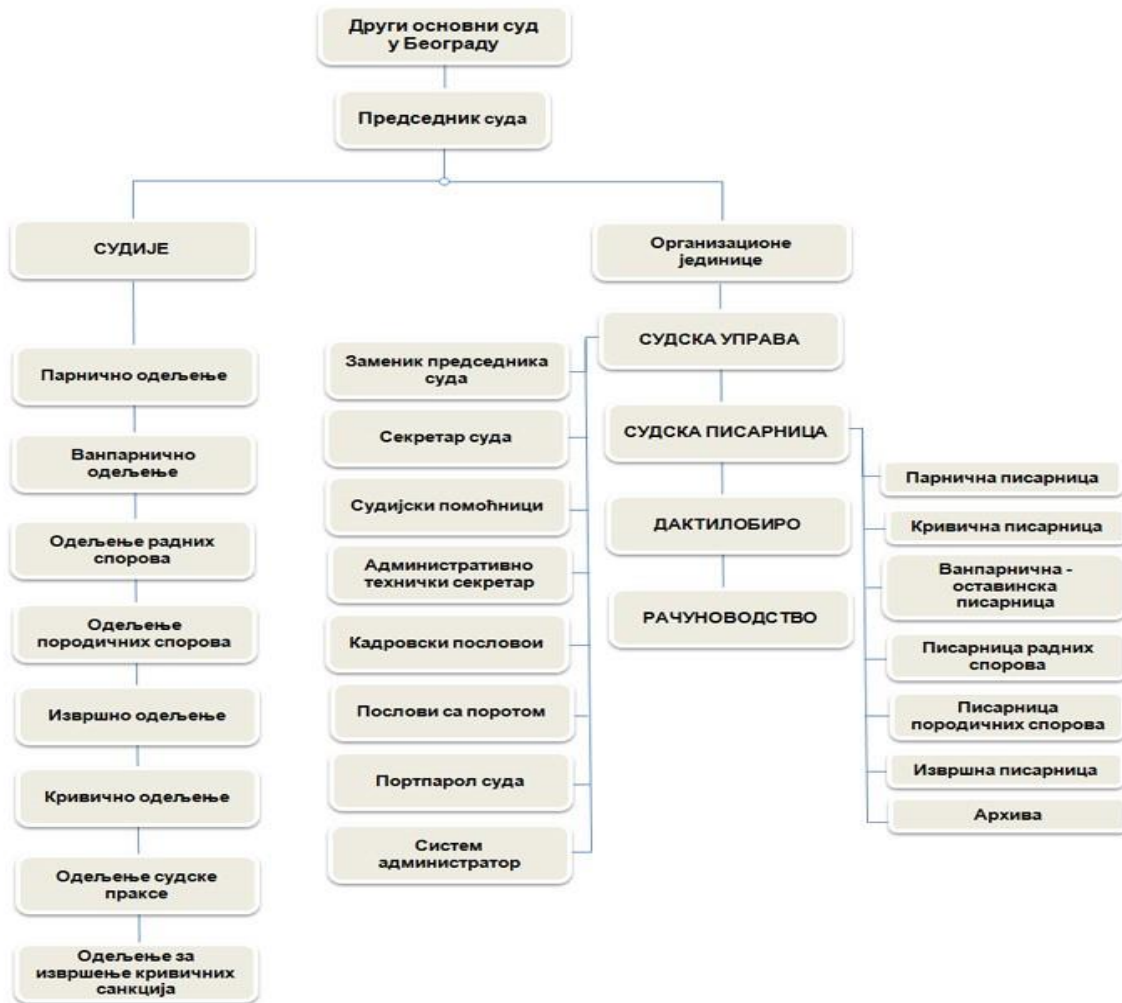 Други основни суд
у Београду
Председник суда
СУДИЈЕ
Парнично одељење
Ванпарнично
одељење
Одељење радних
спорова
Одељење
породичних спорова
Извршно одељење
Кривично одељење
Одељење судске
праксе
Одељење за
извршење кривичних
санкција
Организационе
јединице
СУДСКА УПРАВА
Заменик председника
суда
Секретар суда
Судијски помоћници
Административно
технички секретар
Кадровски пословои
Послови са поротом
Портпарол суда
Систем
администратор
СУДСКА ПИСАРНИЦА
Парнична писарница
Кривична писарница
Ванпарнична -
оставинска
писарница
Писарница радних
спорова
Писарница
породичних спорова
Извршна писарница
Архива
ДАКТИЛОБИРО
РАЧУНОВОДСТВО